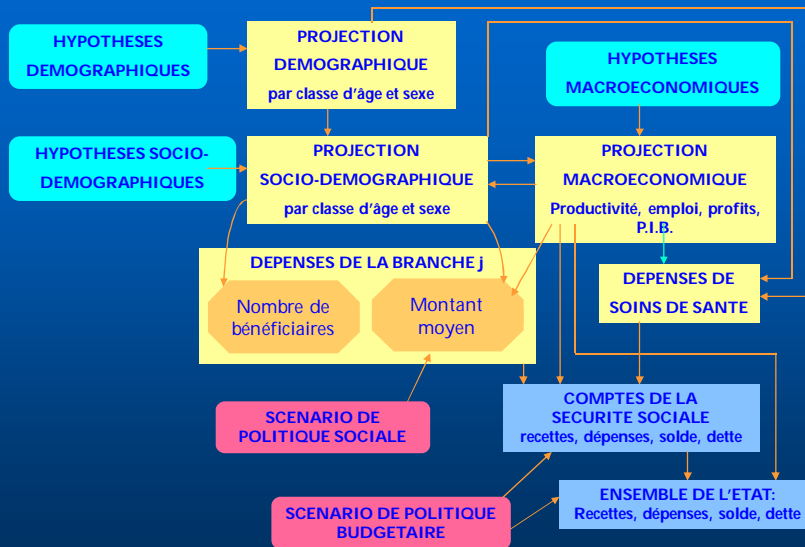 HYPOTHESES
DEMOGRAPHIQUES
PROJECTION
DEMOGRAPHIQUE
par classe d'âge et sexe
HYPOTHESES
MACROECONOMIQUES
HYPOTHESES SOCIO-
DEMOGRAPHIQUES
PROJECTION
SOCIO-DEMOGRAPHIQUE
par classe d'âge et sexe
PROJECTION
MACROECONOMIQUE
Productivité, emploi, profits,
P.I.B.
DEPENSES DE LA BRANCHE j
Nombre de
bénéficiaires
Montant
moyen
DEPENSES DE
SOINS DE SANTE
SCENARIO DE
POLITIQUE SOCIALE
COMPTES DE LA
SECURITE SOCIALE
recettes, dépenses, solde, dette
SCENARIO DE POLITIQUE
BUDGETAIRE
ENSEMBLE DE L'ETAT:
Recettes, dépenses, solde, dette